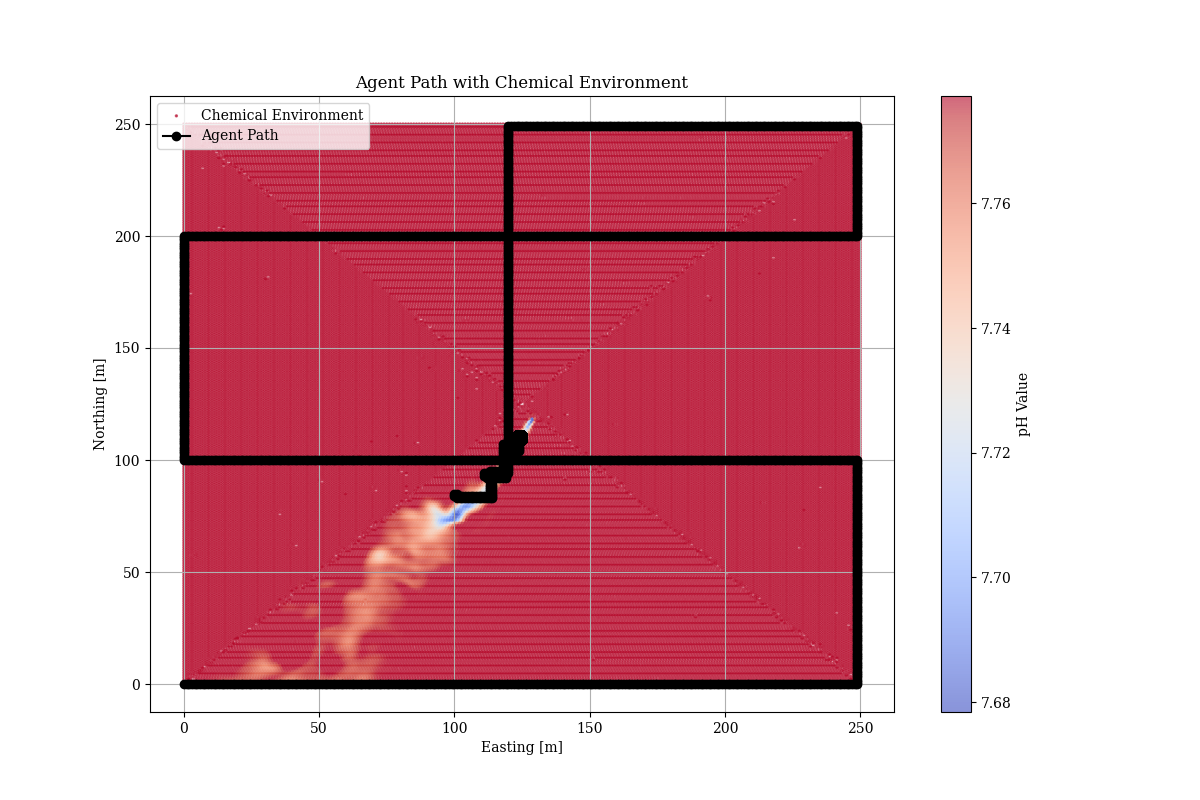 Agent Path with Chemical Environment
Chemical Environment
Agent Path
250
200
150
100
50
0
Northing [m]
0 50 100 150 200 250
Easting [m]
7.76
7.74
7.72
7.70
7.68
pH Value